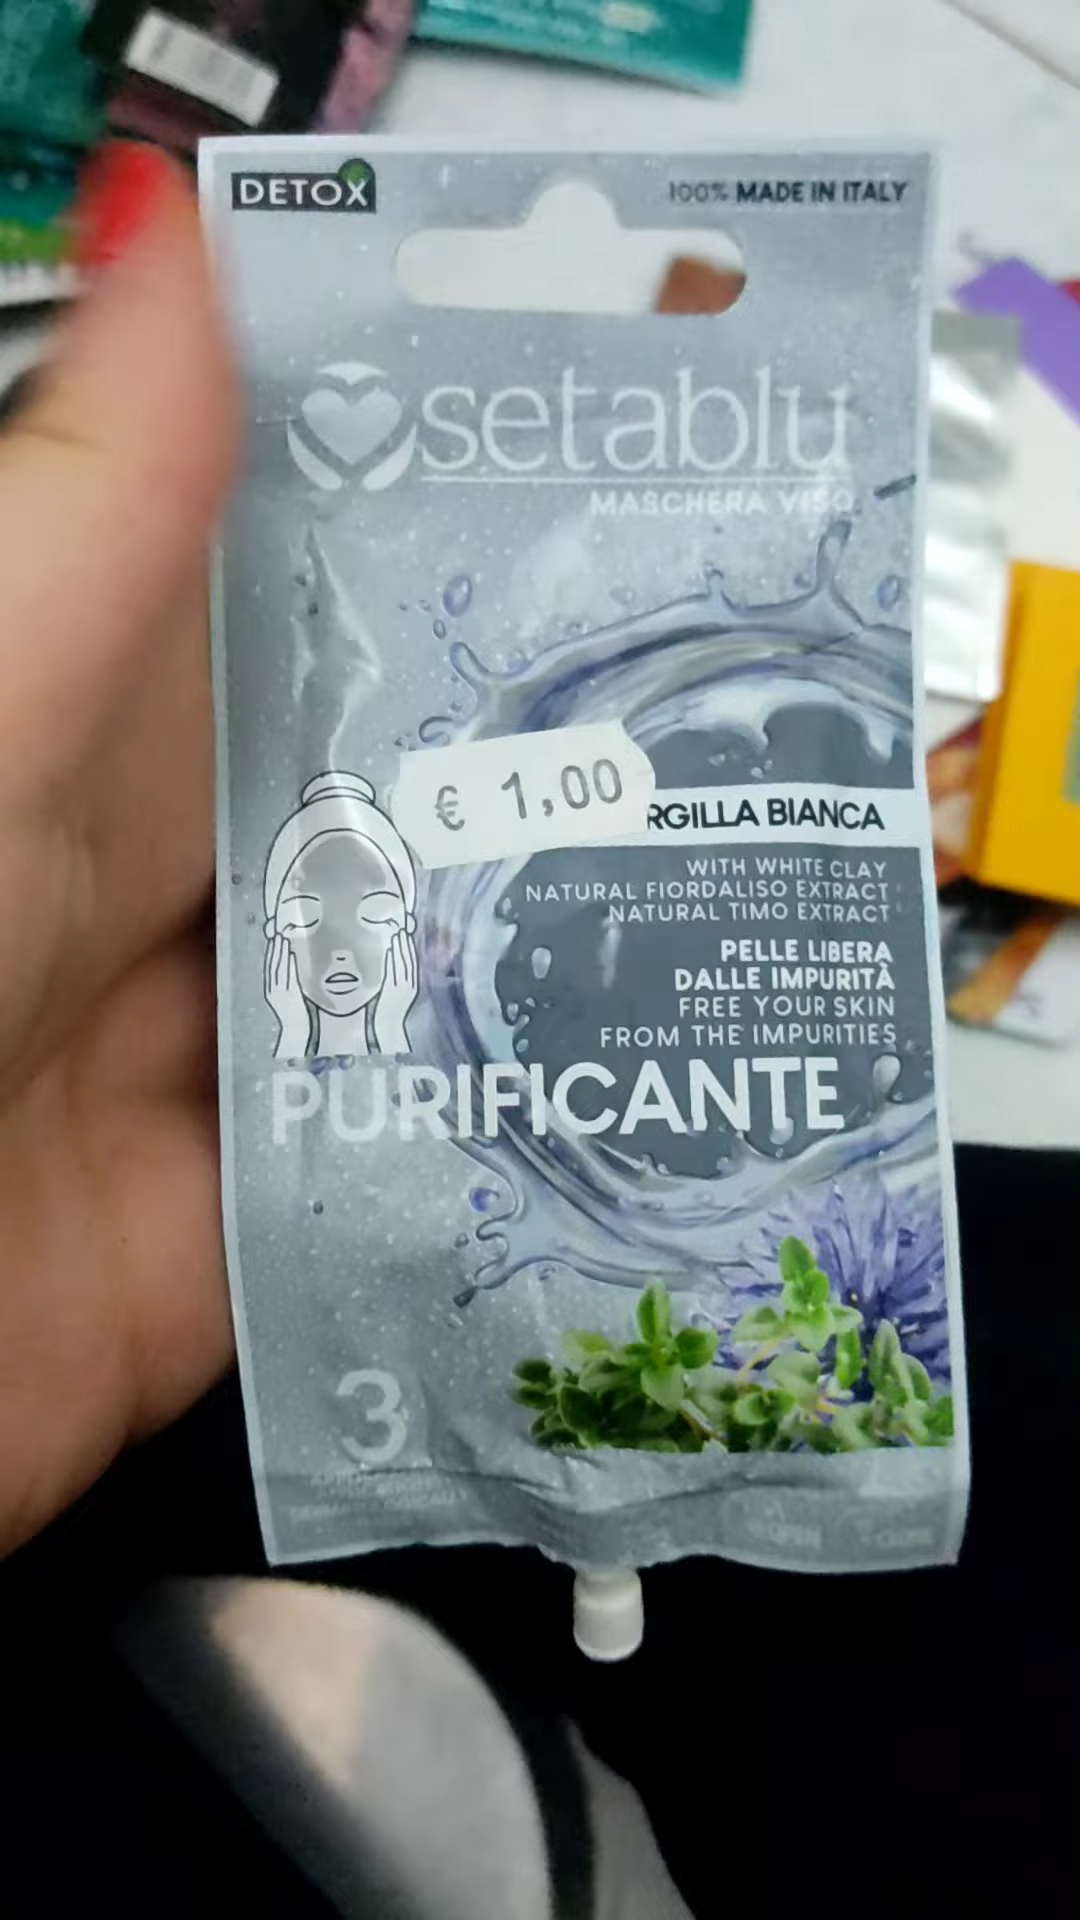 DETOX
100% MADE IN ITALY
setablu
MASCHERA VISO
€ 1,00
RGILLA BIANCA
WITH WHITE CLAY
NATURAL FIORDALISO EXTRACT
NATURAL TIMO EXTRACT
PELLE LIBERA
DALLE IMPURITÀ
FREE YOUR SKIN
FROM THE IMPURITIES
PURIFICANTE
3